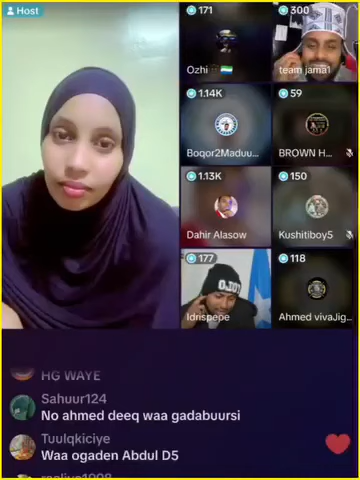 Host
171
Ozhi 🇸🇱
300
team jama1
1.14K
Boqor2Maduu...
59
BROWN H...
1.13K
Dahir Alasow
150
Kushitiboy5
177
Idrispepe
118
Ahmed vivaJig...
HG WAYE
Sahuur124
No ahmed deeq waa gadabuursi
Tuulqkiciye
Waa ogaden Abdul D5